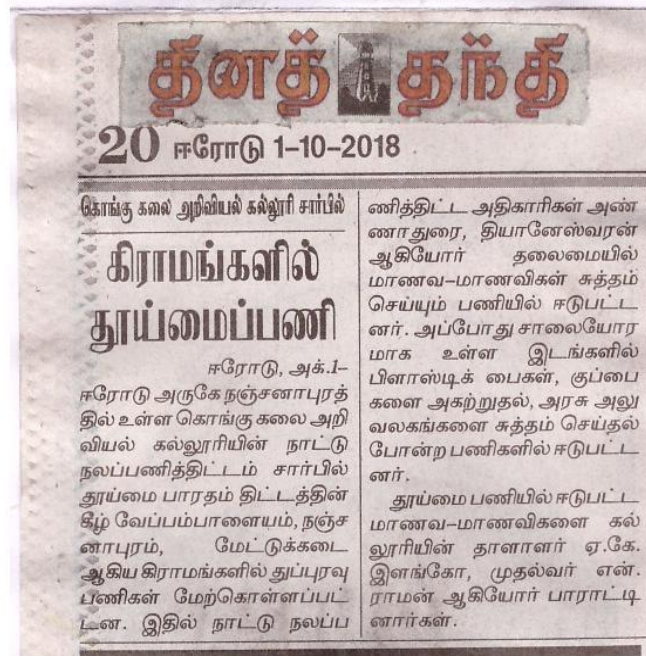 தினத் தந்தி
20 ஈரோடு 1-10-2018
கொங்கு கலை அறிவியல் கல்லூரி சார்பில்
கிராமங்களில்
தூய்மைப்பணி
ஈரோடு, அக்.1–
ஈரோடு அருகே நஞ்சனாபுரத்
தில் உள்ள கொங்கு கலை அறி
வியல் கல்லூரியின் நாட்டு
நலப்பணித்திட்டம் சார்பில்
தூய்மை பாரதம் திட்டத்தின்
கீழ் வேப்பம்பாளையம், நஞ்ச
னாபுரம், மேட்டுக்கடை
ஆகிய கிராமங்களில் துப்புரவு
பணிகள் மேற்கொள்ளப்பட்
டன. இதில் நாட்டு நலப்ப
ணித்திட்ட அதிகாரிகள் அண்
ணாதுரை, தியானேஸ்வரன்
ஆகியோர் தலைமையில்
மாணவ–மாணவிகள் சுத்தம்
செய்யும் பணியில் ஈடுபட்ட
னர். அப்போது சாலையோர
மாக உள்ள இடங்களில்
பிளாஸ்டிக் பைகள், குப்பை
களை அகற்றுதல், அரசு அலு
வலகங்களை சுத்தம் செய்தல்
போன்ற பணிகளில் ஈடுபட்ட
னர்.
தூய்மை பணியில் ஈடுபட்ட
மாணவ–மாணவிகளை கல்
லூரியின் தாளாளர் ஏ.கே.
இளங்கோ, முதல்வர் என்.
ராமன் ஆகியோர் பாராட்டி
னார்கள்.